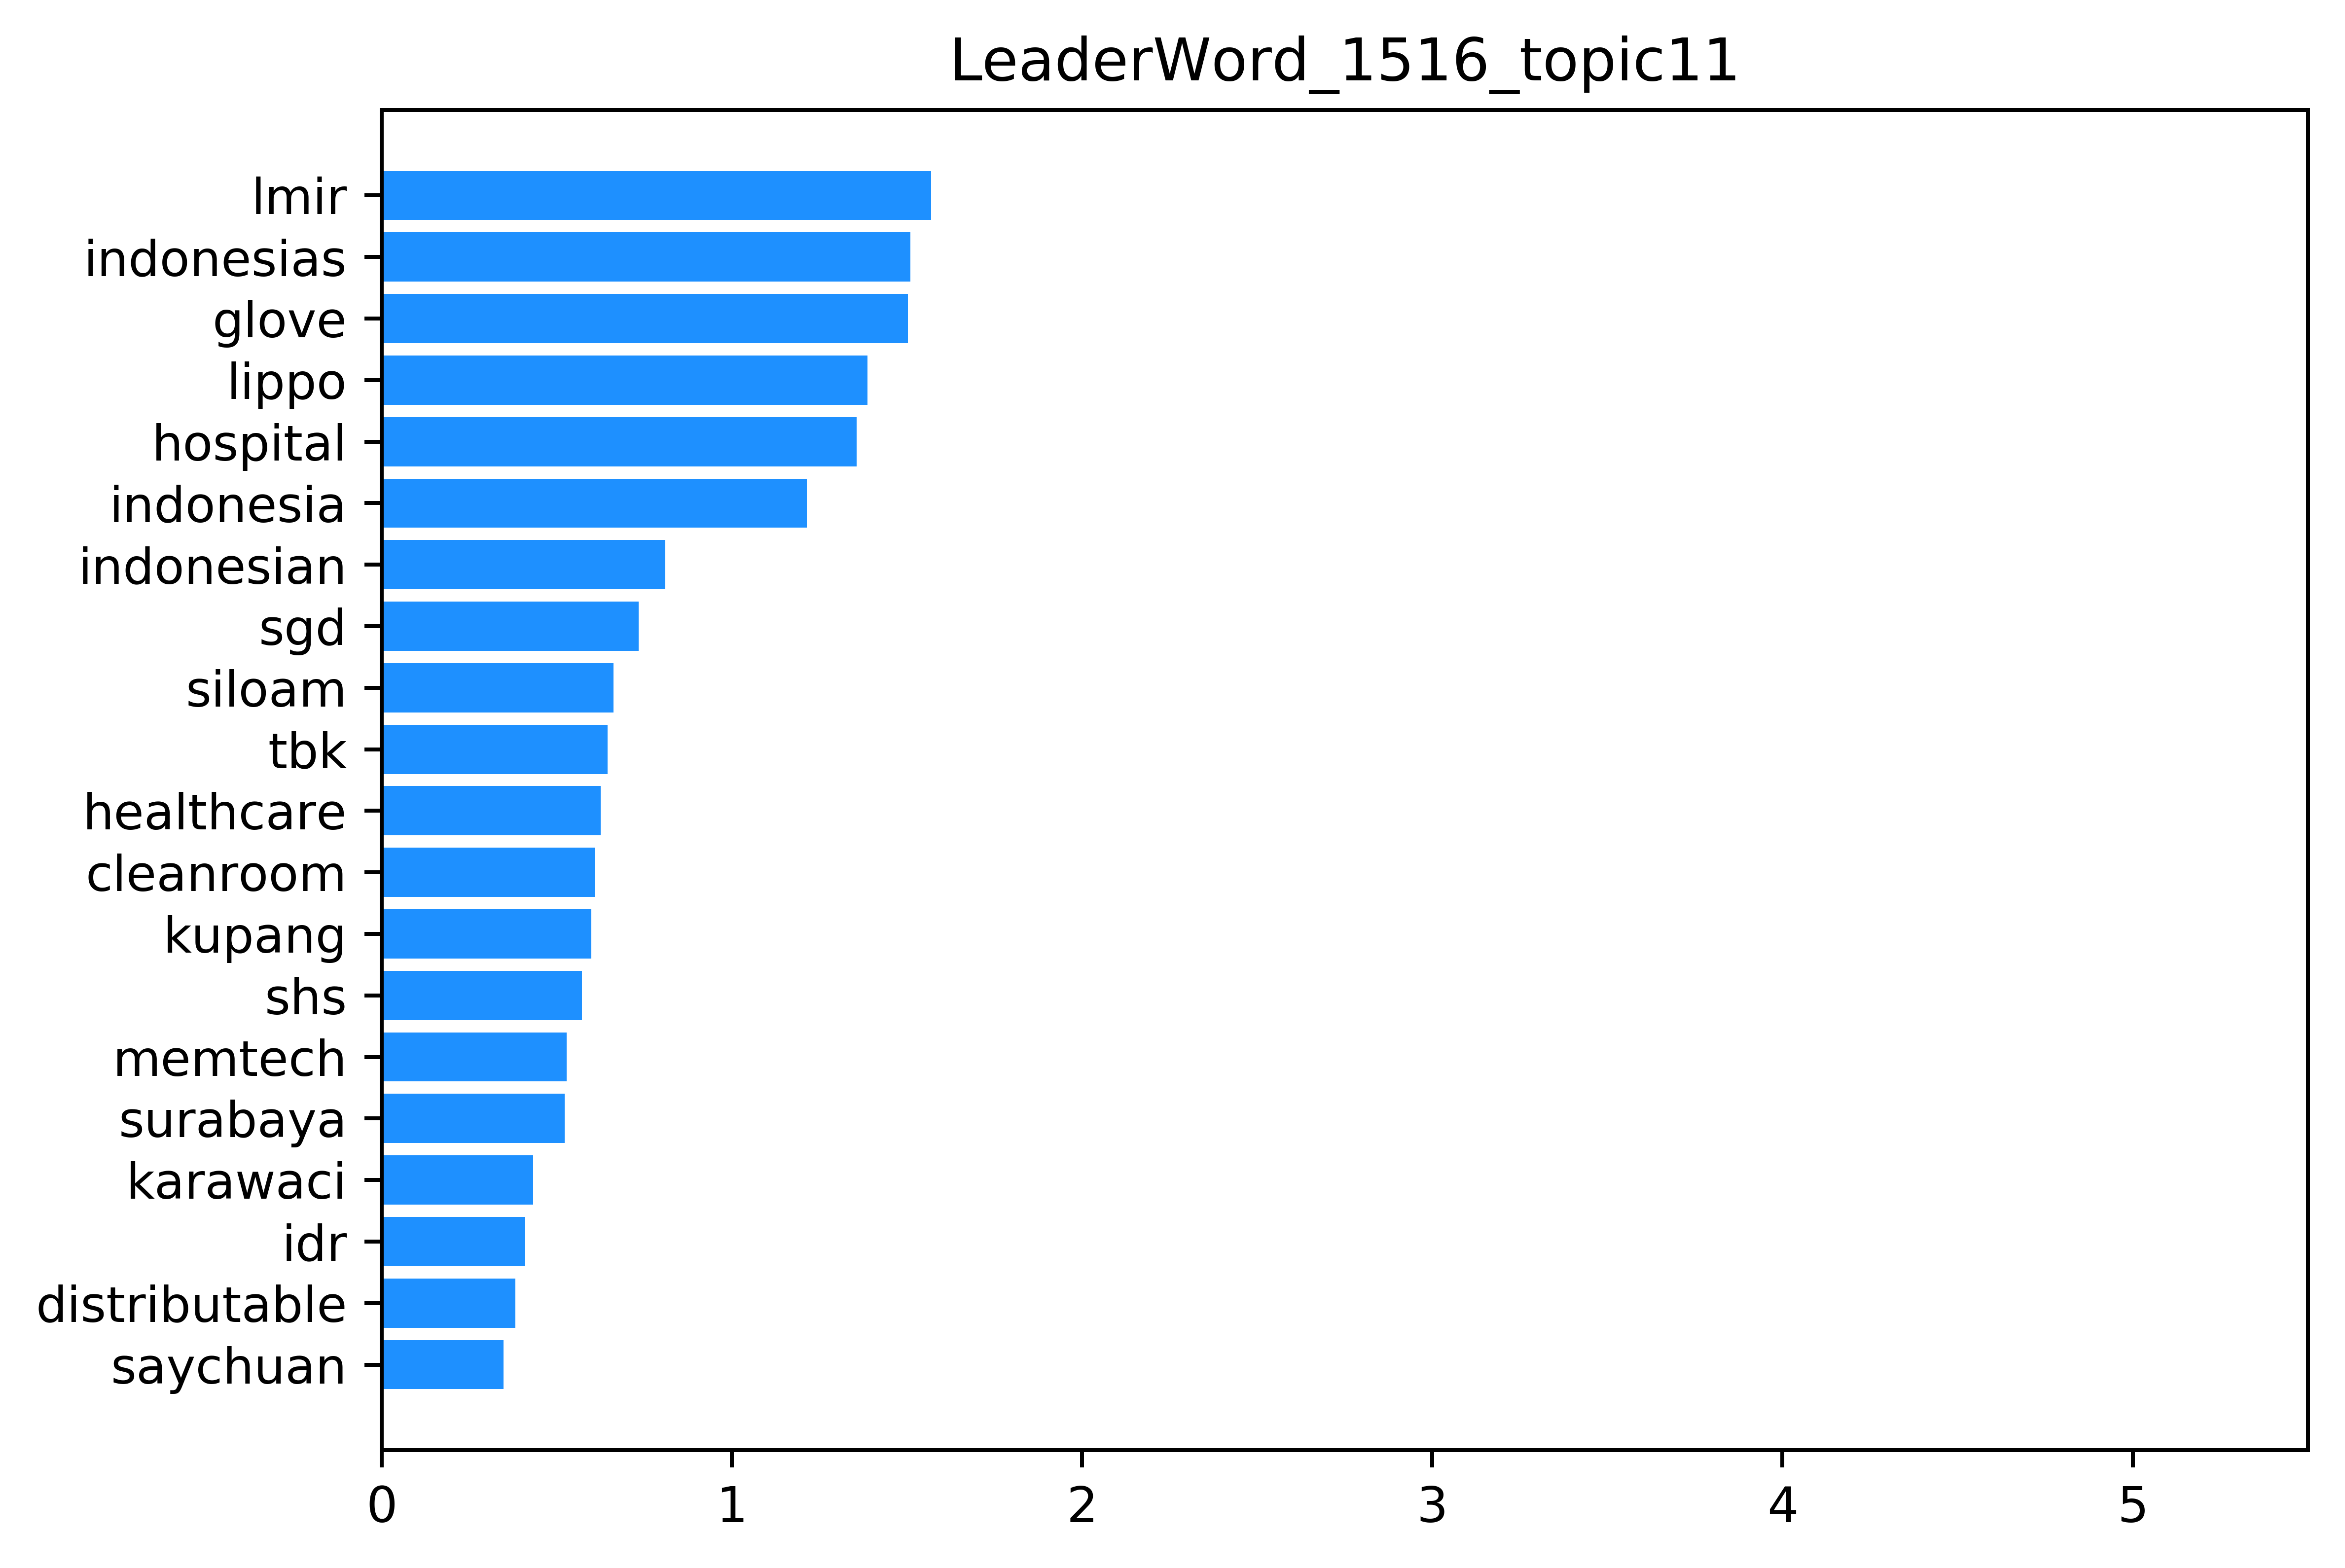 LeaderWord_1516_topic11
lmir
indonesias
glove
lippo
hospital
indonesia
indonesian
sgd
siloam
tbk
healthcare
cleanroom
kupang
shs
memtech
surabaya
karawaci
idr
distributable
saychuan
0 1 2 3 4 5